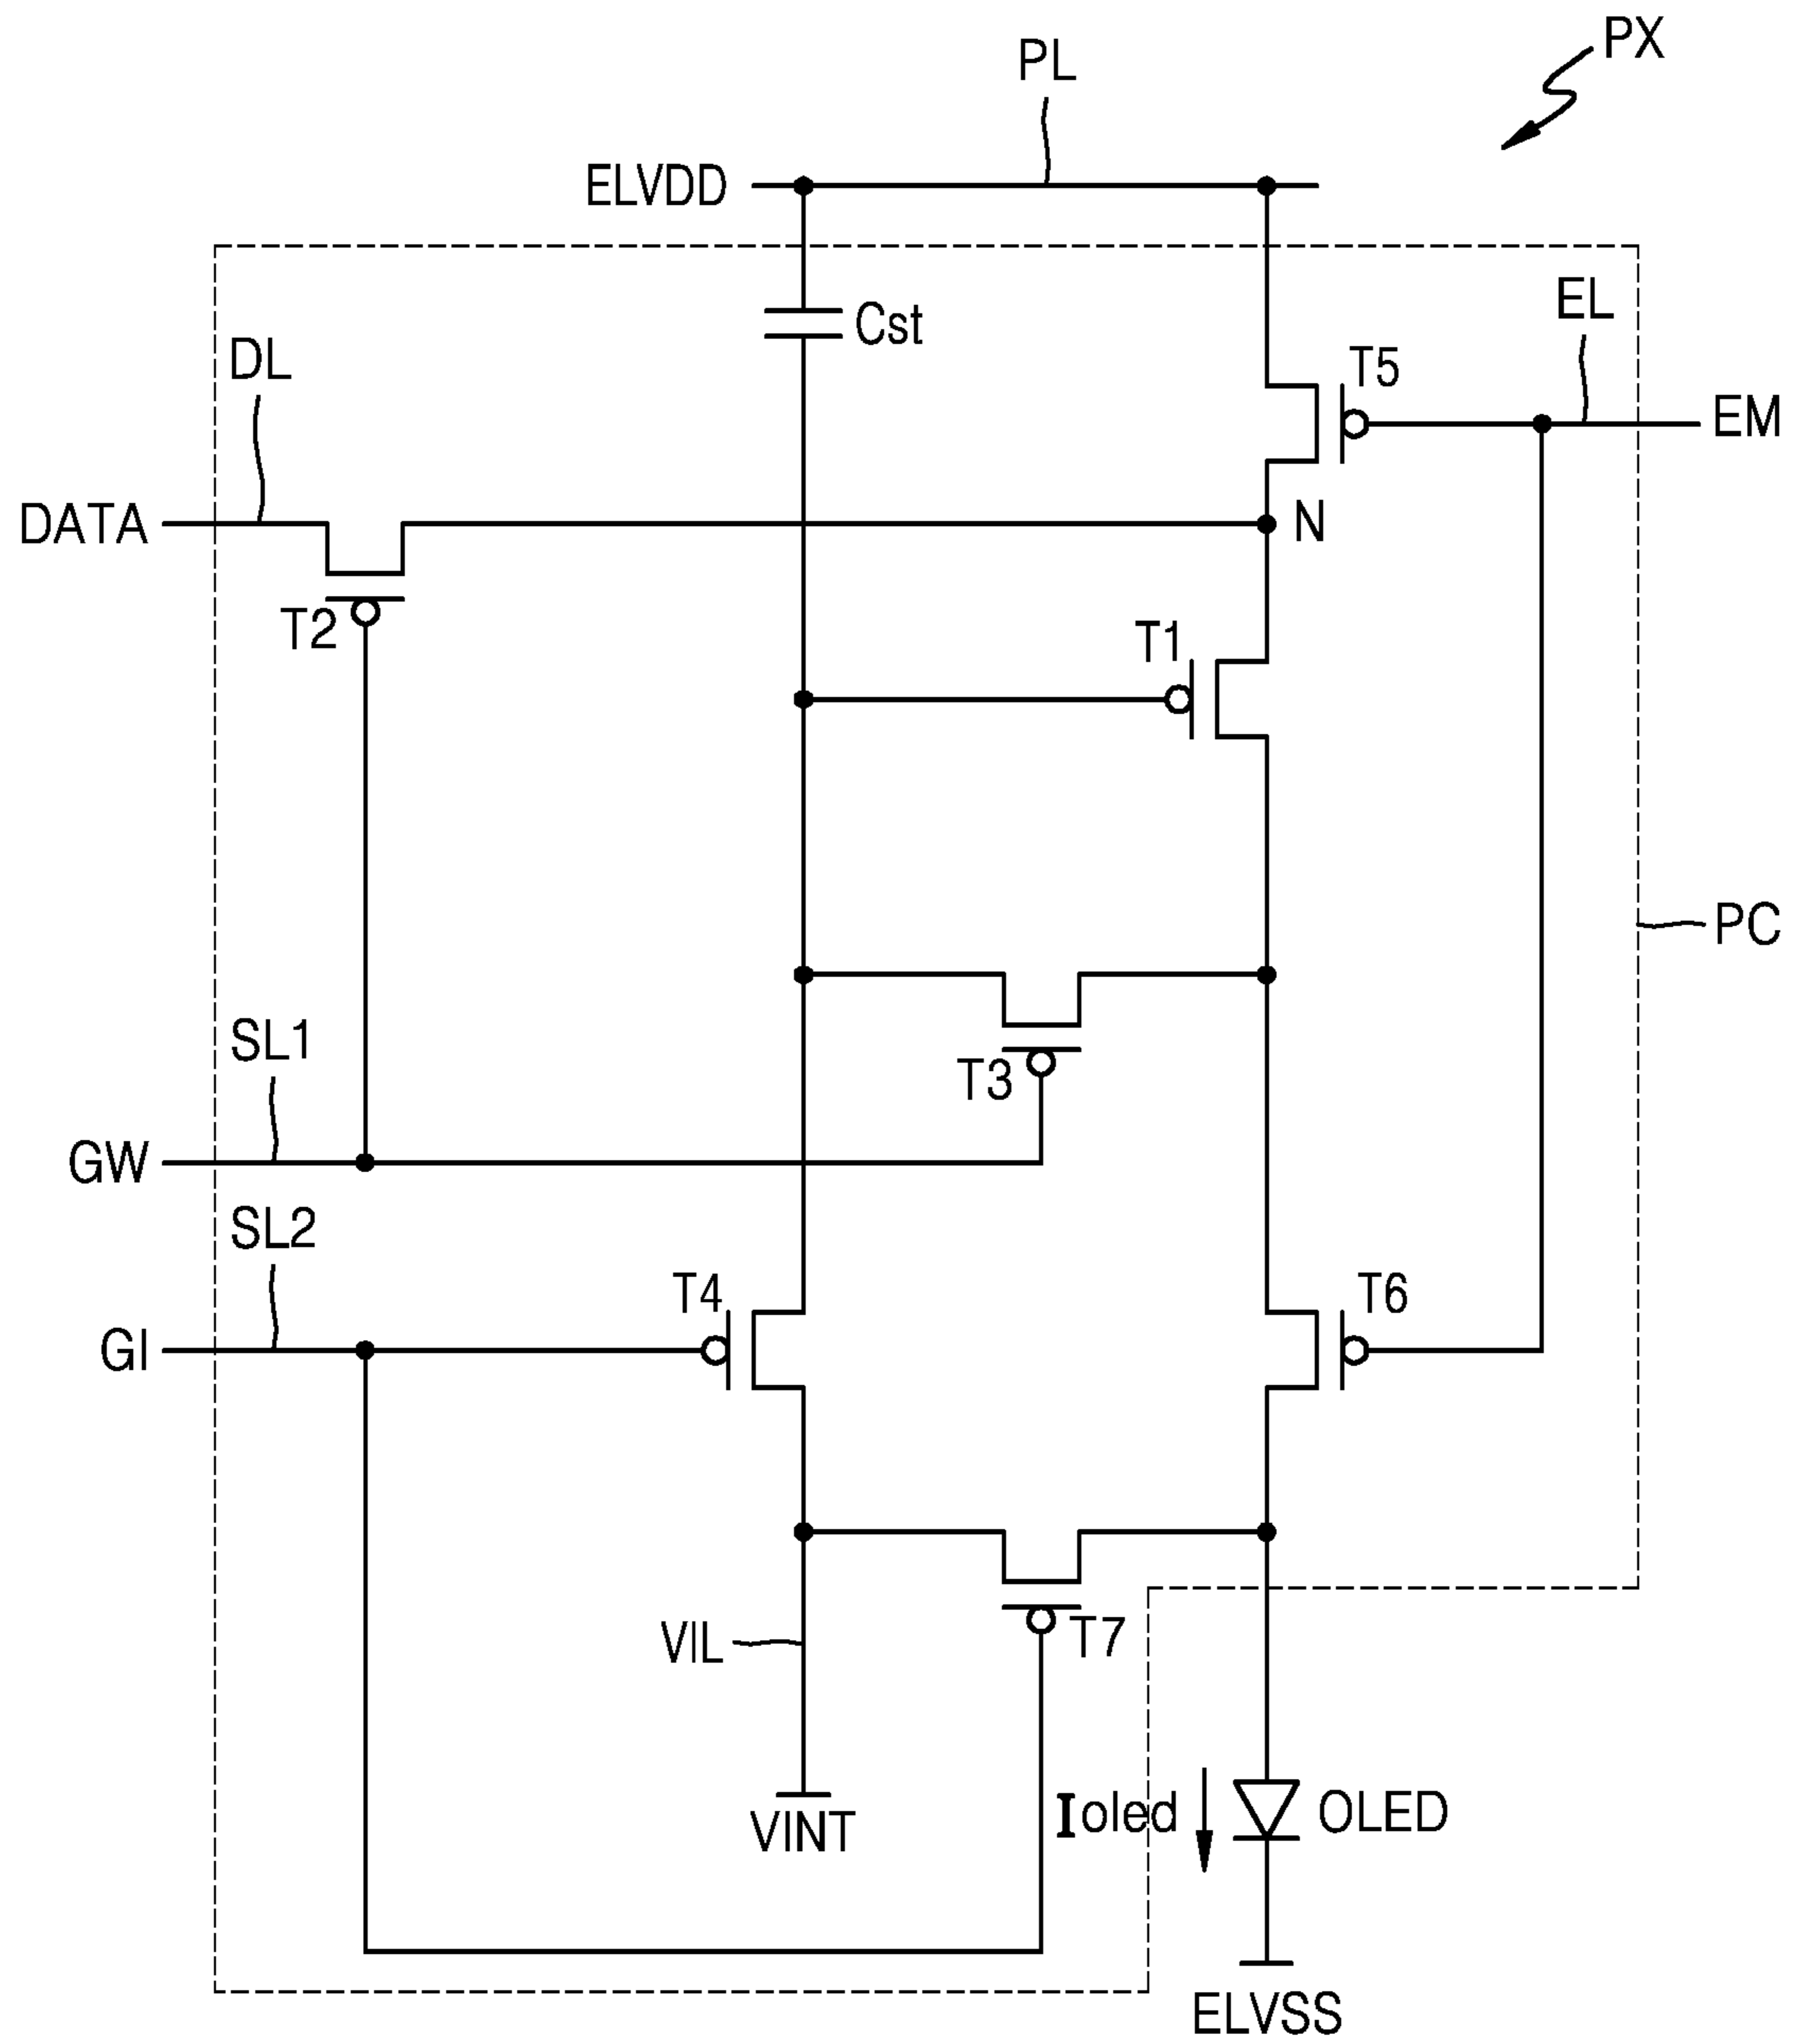 PX
PL
ELVDD
EL
Cst
DL
T5
EM
DATA
N
T2
T1
PC
SL1
T3
GW
SL2
T4
T6
GI
VIL
T7
VINT
Ioled
OLED
ELVSS